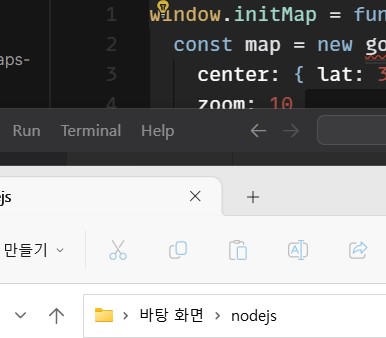 1 window.initMap = fun
2 const map = new go
aps-
3 center: { lat: 3
4 zoom: 10
Run Terminal Help
js
만들기
바탕 화면 nodejs